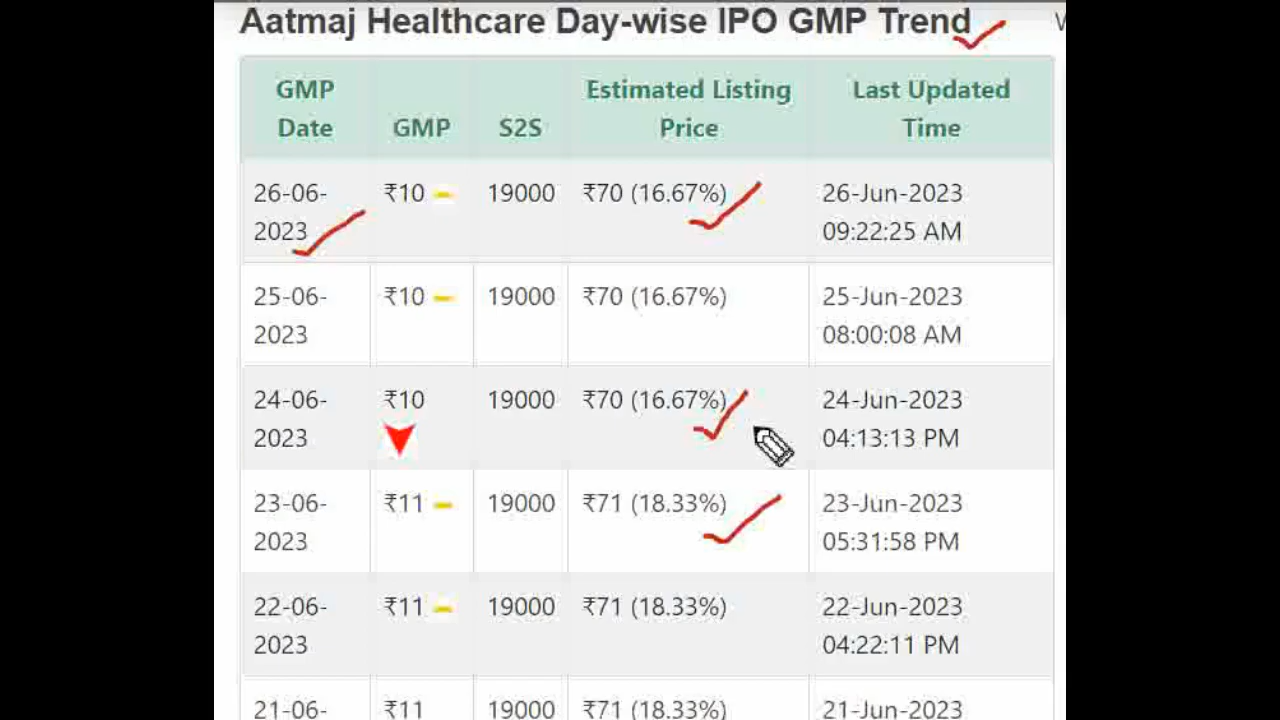 Aatmaj Healthcare Day-wise IPO GMP Trend
GMP Date GMP S2S Estimated Listing Price Last Updated Time
26-06-2023 ₹10 19000 ₹70 (16.67%) 26-Jun-2023 09:22:25 AM
25-06-2023 ₹10 19000 ₹70 (16.67%) 25-Jun-2023 08:00:08 AM
24-06-2023 ₹10 19000 ₹70 (16.67%) 24-Jun-2023 04:13:13 PM
23-06-2023 ₹11 19000 ₹71 (18.33%) 23-Jun-2023 05:31:58 PM
22-06-2023 ₹11 19000 ₹71 (18.33%) 22-Jun-2023 04:22:11 PM
21-06- ₹11 19000 ₹71 (18.33%) 21-Jun-2023